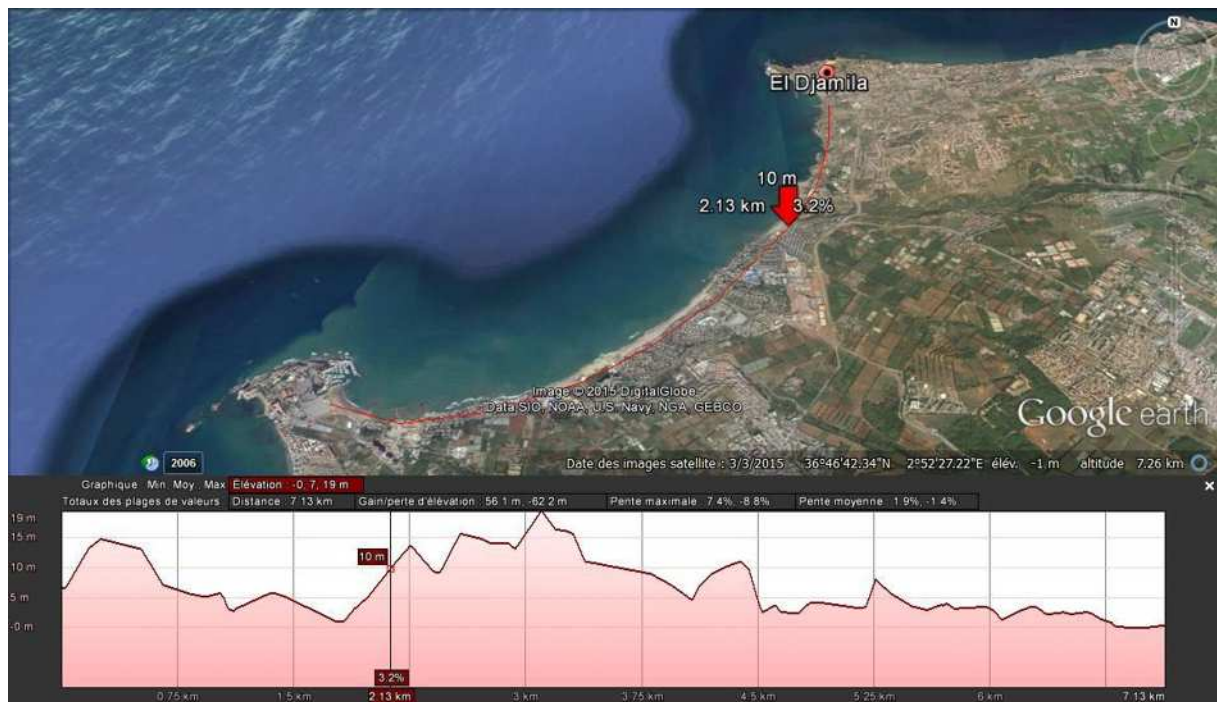 N
El Djamila
10 m
2.13 km 3.2%
Image © 2015 DigitalGlobe
Data SIO, NOAA, U.S. Navy, NGA, GEBCO
Google earth
2006
Date des images satellite : 3/3/2015 36°46'42.34"N 2°52'27.22"E élév. -1 m altitude 7.26 km
Graphique : Min. Moy. Max. Élévation : -0, 7, 19 m
Totaux des plages de valeurs : Distance : 7.13 km Gain/perte d'élévation : 56.1 m, -62.2 m Pente maximale : 7.4%, -8.8% Pente moyenne : 1.9%, -1.4%
19 m
15 m
10 m
10 m
5 m
-0 m
3.2%
0.75 km 1.5 km 2.13 km 3 km 3.75 km 4.5 km 5.25 km 6 km 7.13 km